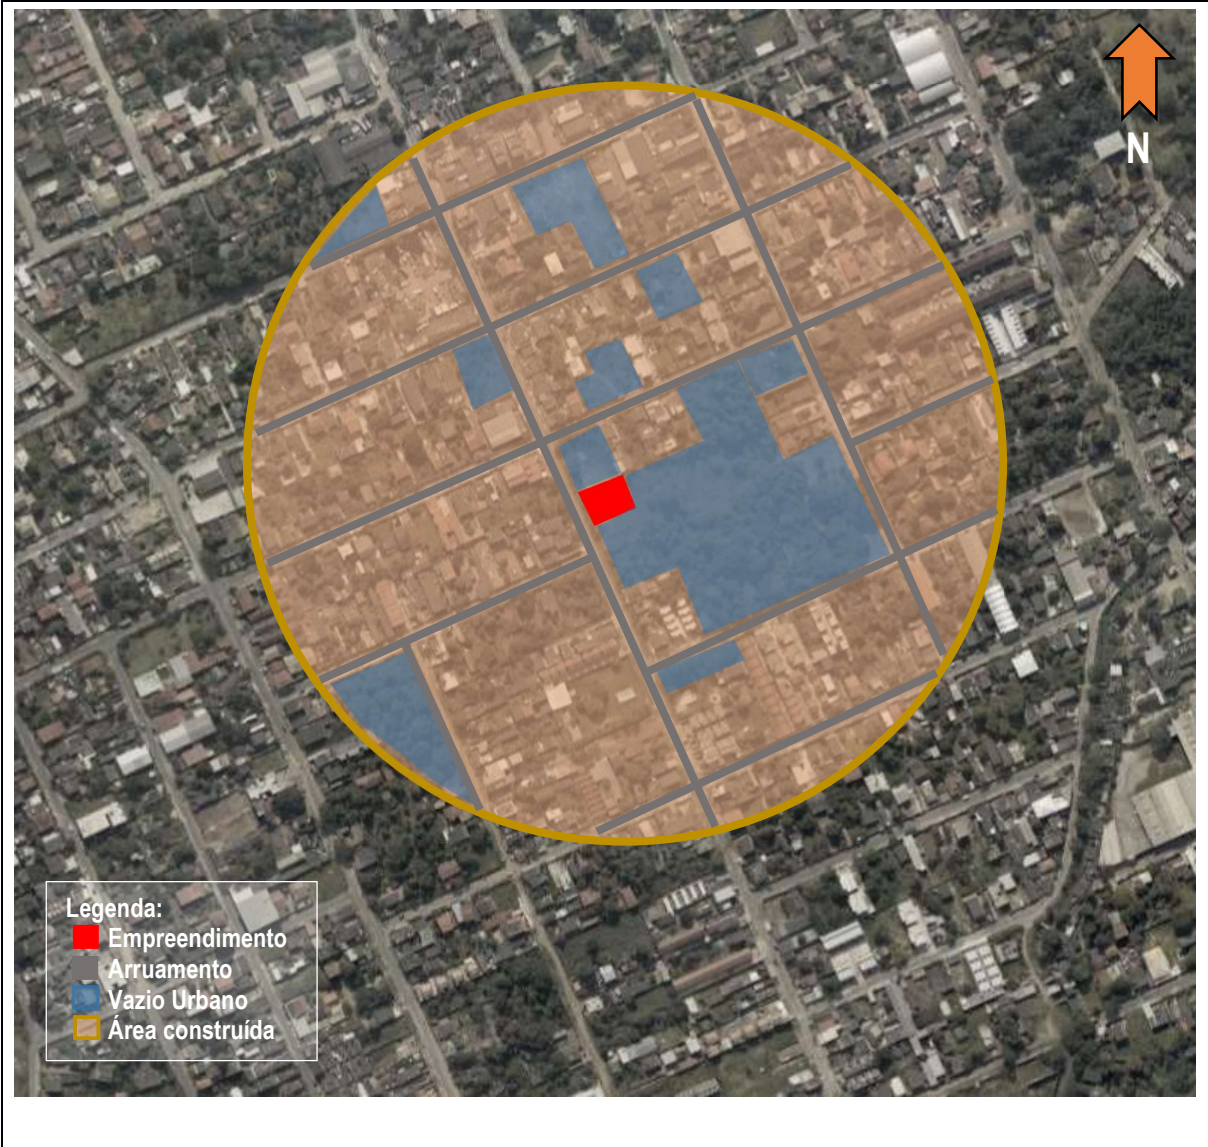 N
Legenda:
Empreendimento
Arruamento
Vazio Urbano
Área construída